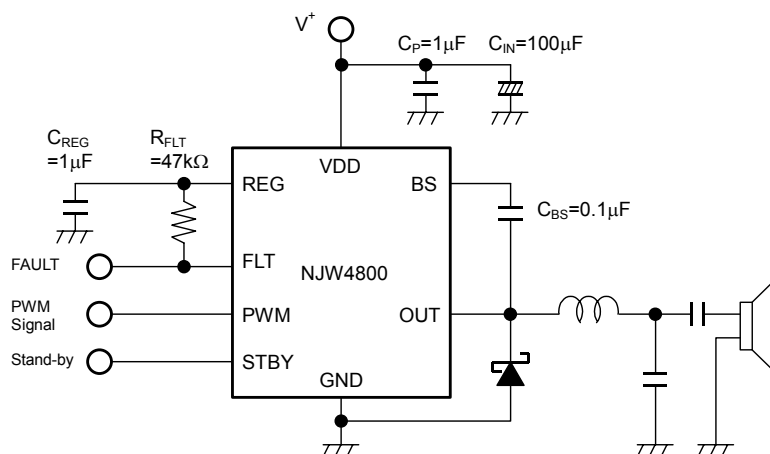 V+
CP=1μF
CIN=100μF
CREG
=1μF
RFLT
=47kΩ
VDD
REG
BS
CBS=0.1μF
FAULT
FLT
NJW4800
PWM
Signal
PWM
OUT
Stand-by
STBY
GND